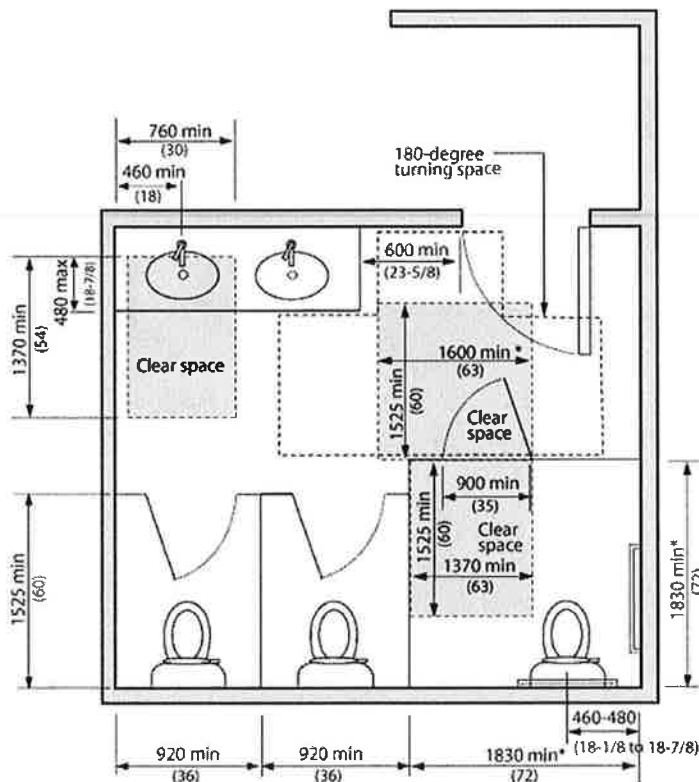 760 min
(30)
460 min
(18)
180-degree
turning space
600 min
(23-5/8)
480 max
(18-7/8)
1370 min
(54)
Clear space
1600 min *
(63)
1525 min
(60)
Clear
space
900 min
(35)
1525 min
(60)
Clear
space
1370 min
(63)
1525 min
(60)
1830 min*
(72)
460-480
(18-1/8 to 18-7/8)
920 min
(36)
920 min
(36)
1830 min*
(72)